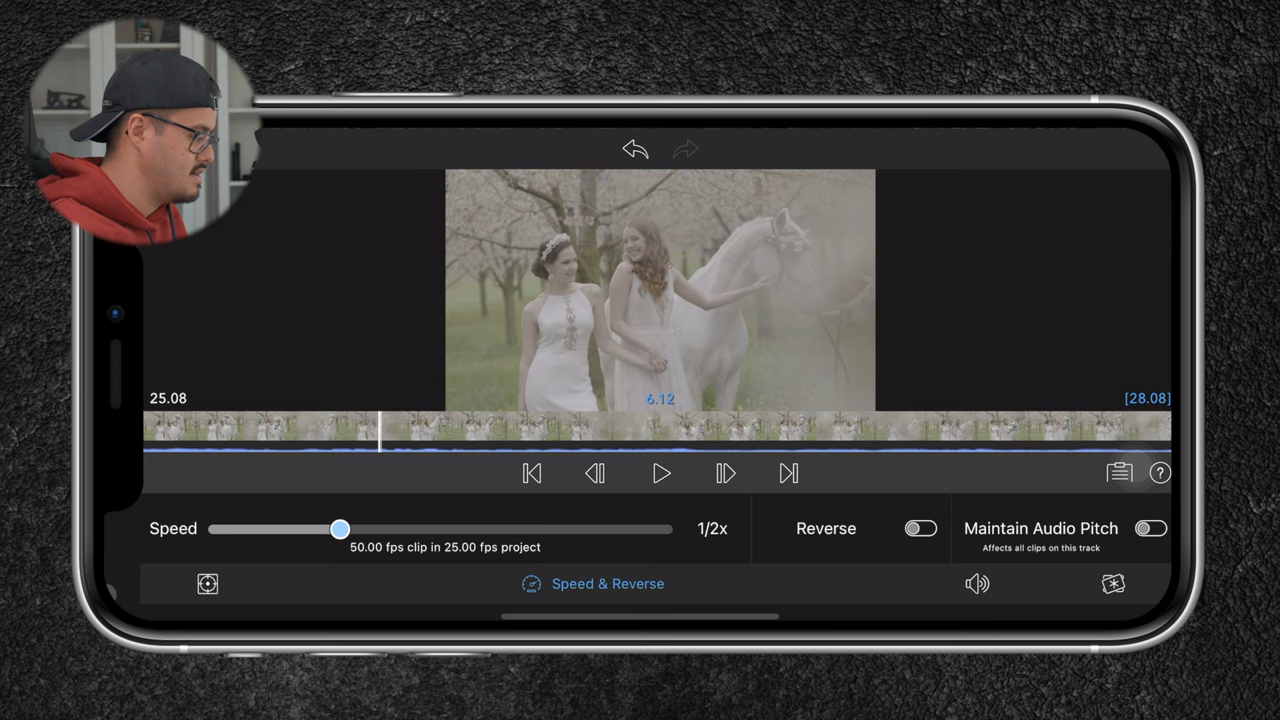 25.08
6.12
[28.08]
Speed
1/2x
Reverse
Maintain Audio Pitch
50.00 fps clip in 25.00 fps project
Affects all clips on this track
Speed & Reverse
?